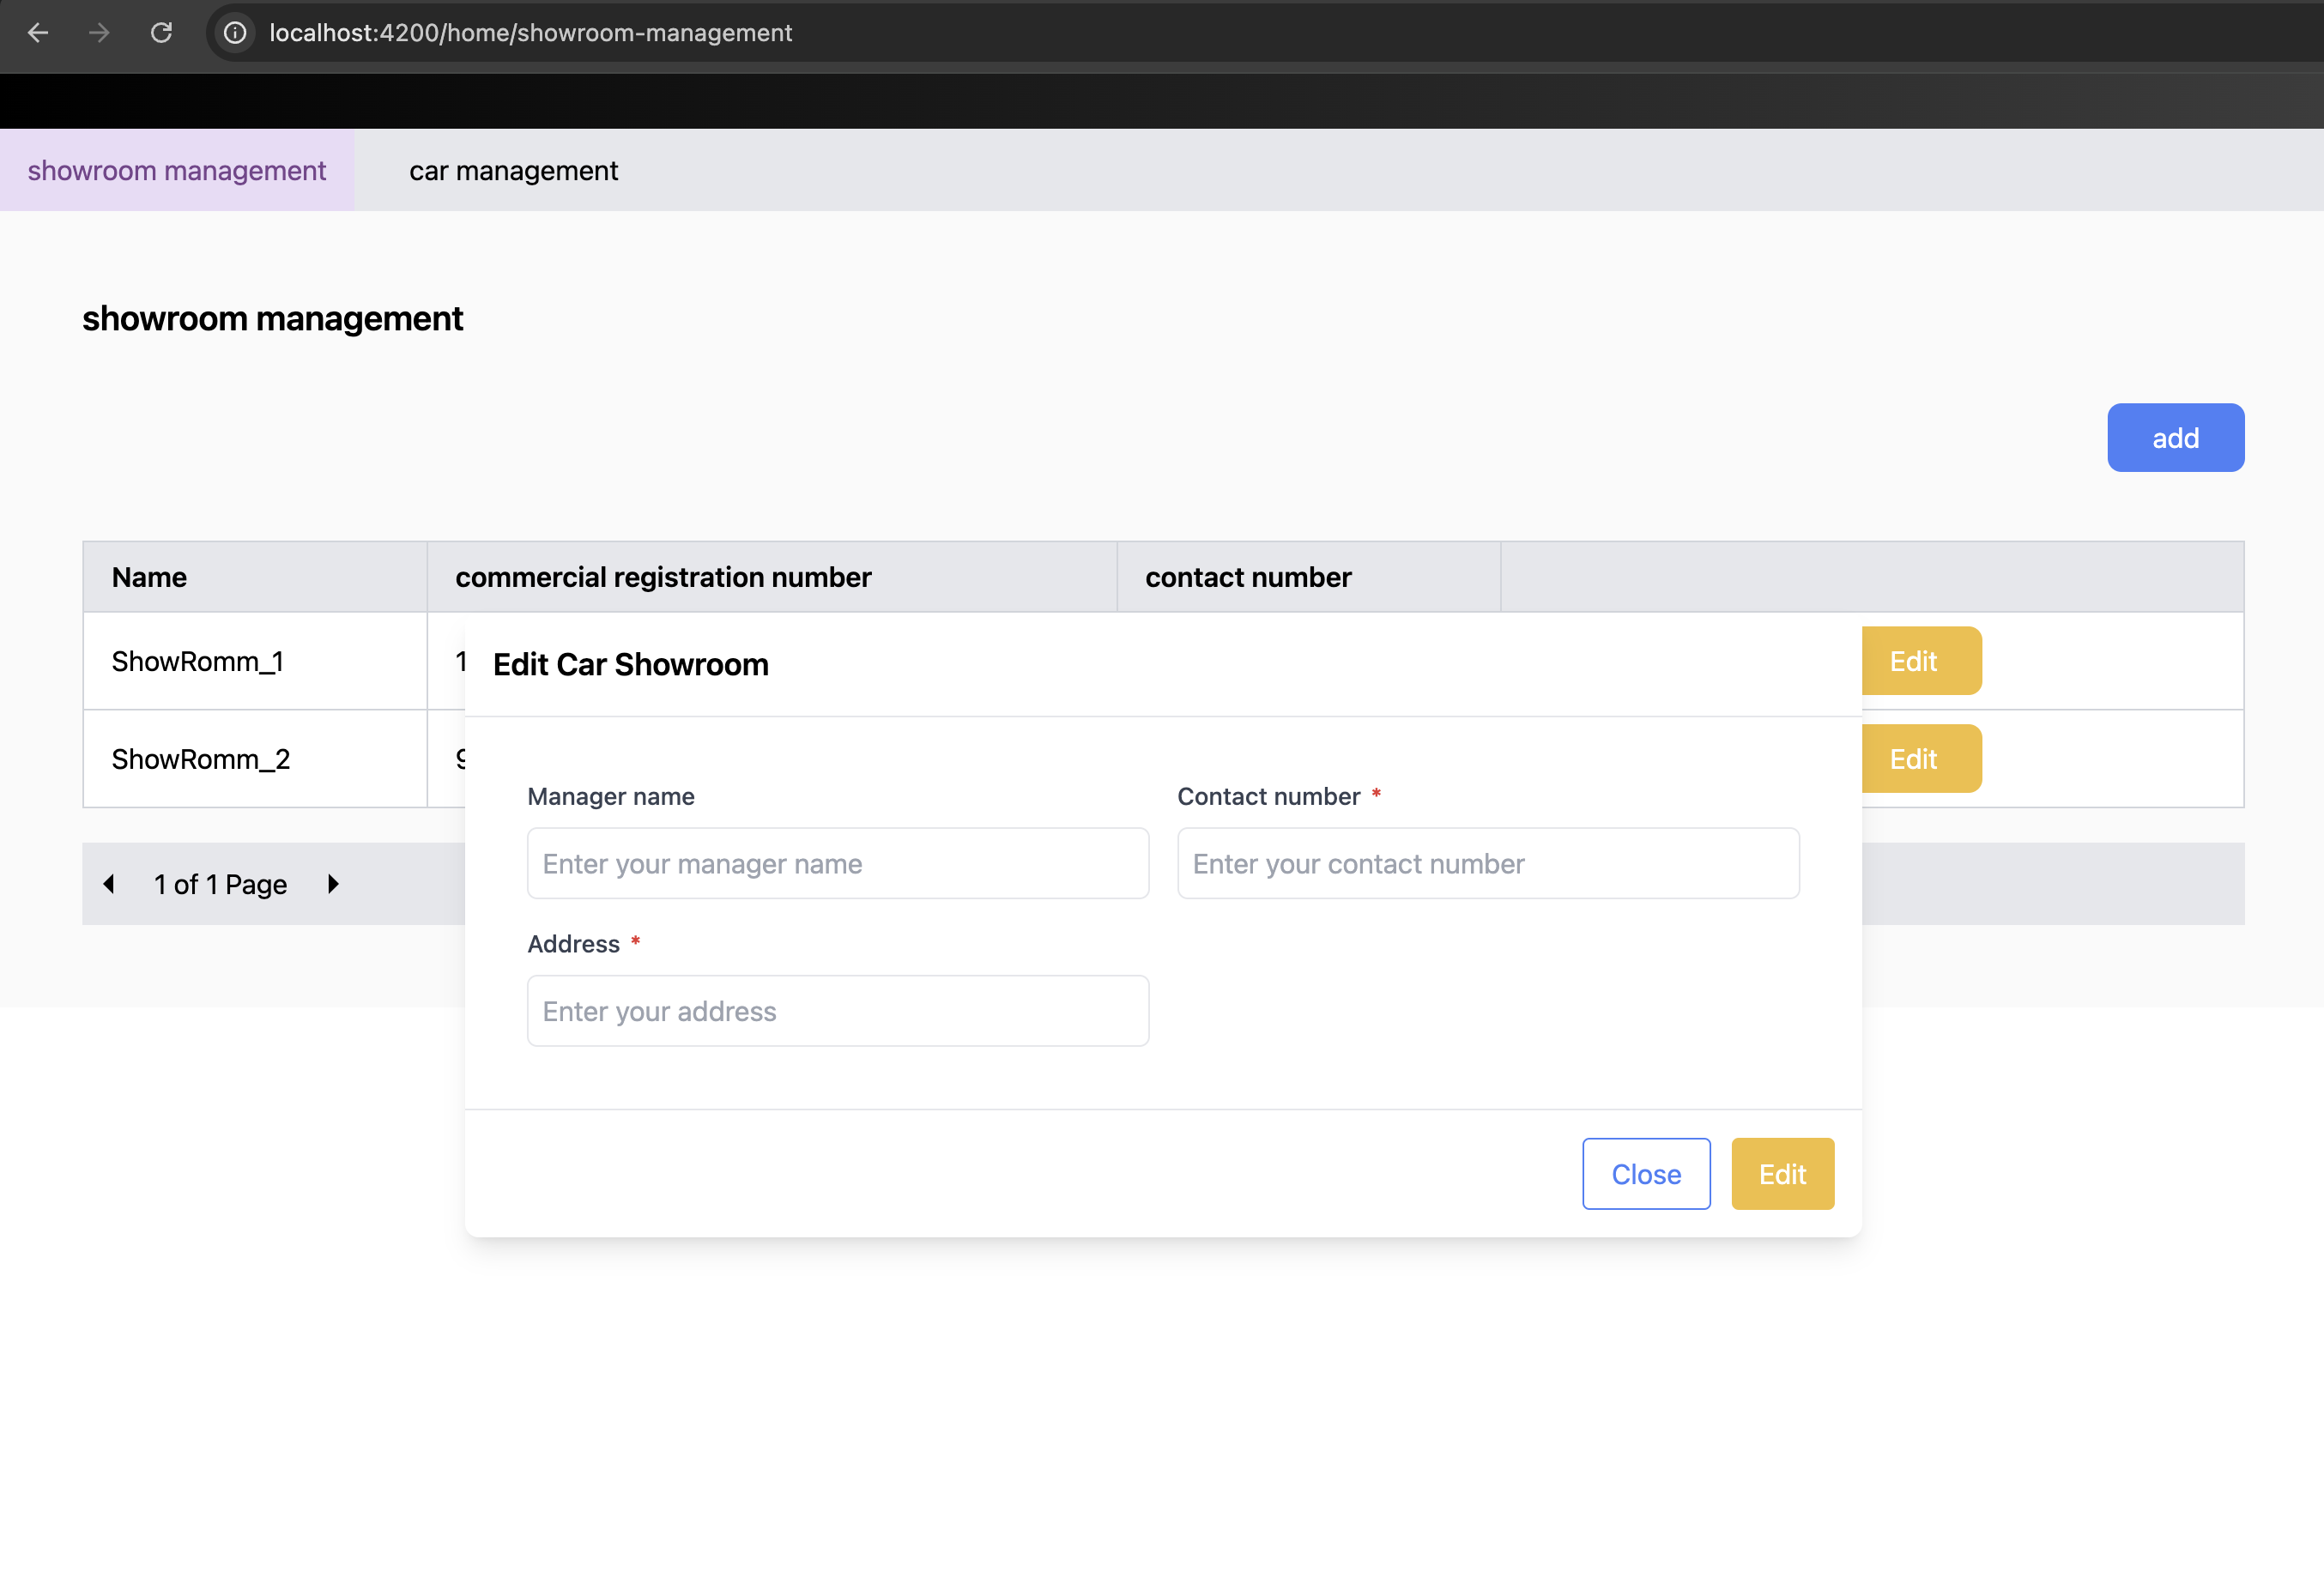 localhost:4200/home/showroom-management
showroom management
car management
showroom management
add
Name
commercial registration number
contact number
ShowRomm_1
1
Edit
ShowRomm_2
Edit
1 of 1 Page
Edit Car Showroom
Manager name
Contact number *
Enter your manager name
Enter your contact number
Address *
Enter your address
Close
Edit